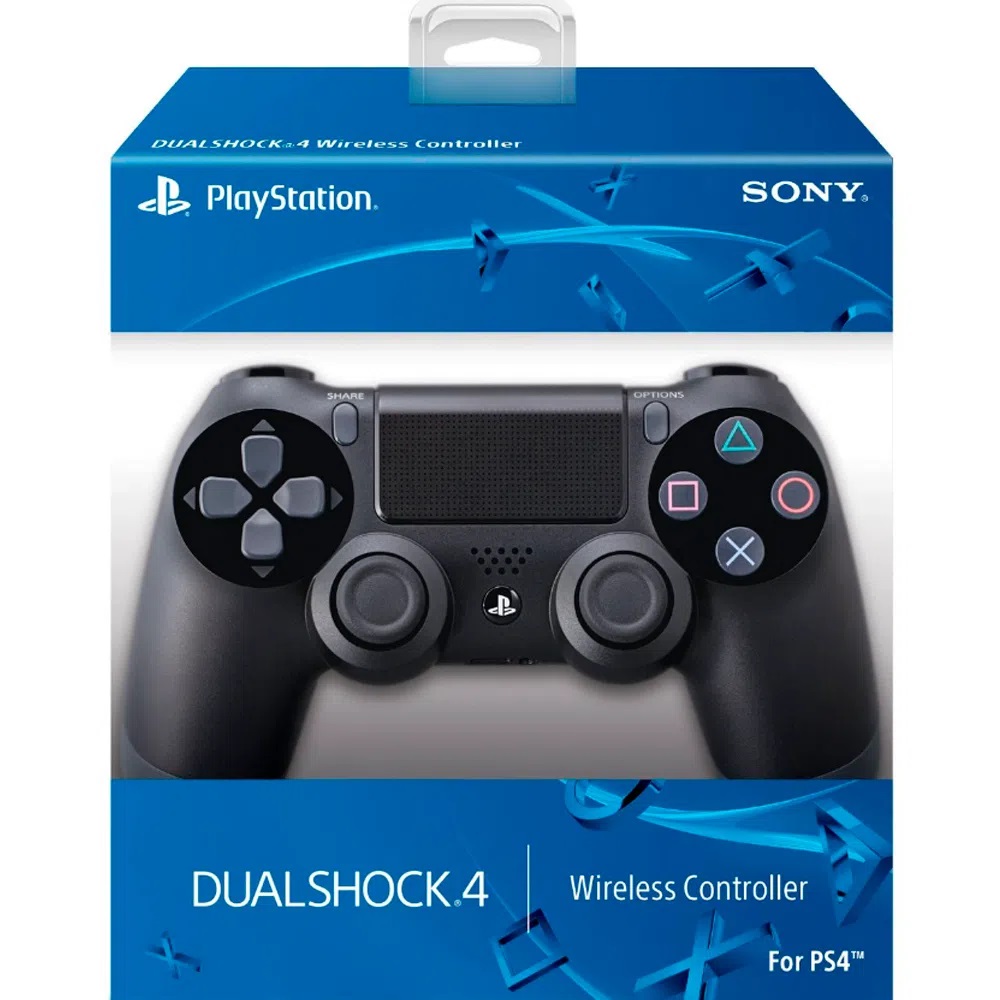 DUALSHOCK®4 Wireless Controller
PlayStation®
SONY®
SHARE
OPTIONS
DUALSHOCK®4
Wireless Controller
For PS4™